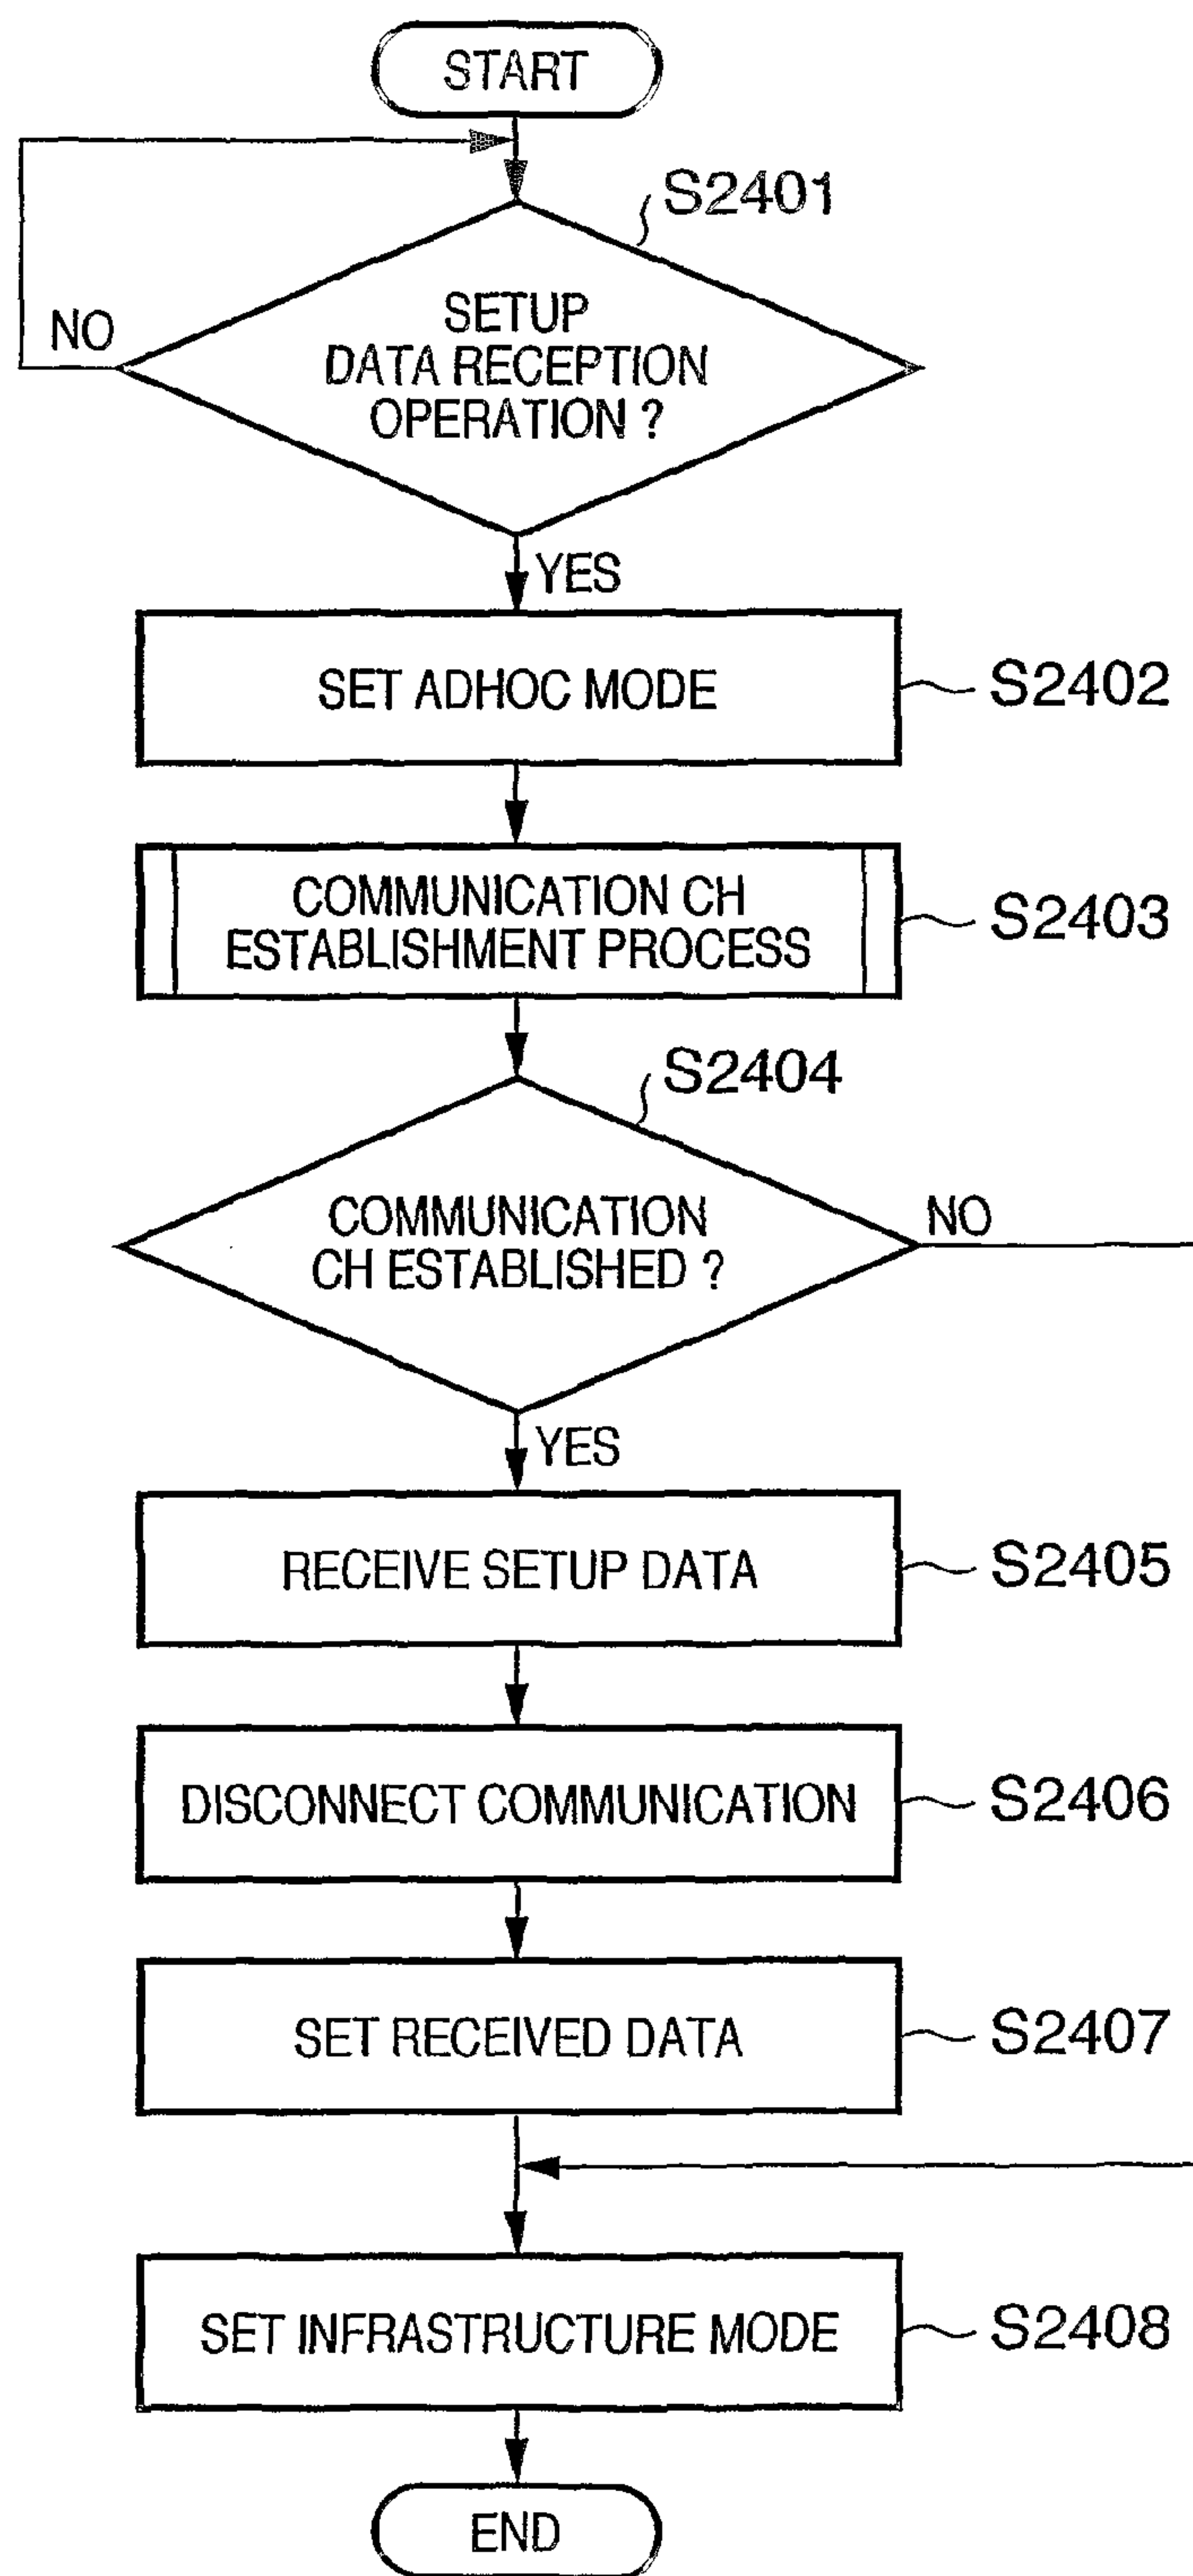 START
S2401
SETUP
DATA RECEPTION
OPERATION ?
NO
YES
SET ADHOC MODE
S2402
COMMUNICATION CH
ESTABLISHMENT PROCESS
S2403
S2404
COMMUNICATION
CH ESTABLISHED ?
NO
YES
RECEIVE SETUP DATA
S2405
DISCONNECT COMMUNICATION
S2406
SET RECEIVED DATA
S2407
SET INFRASTRUCTURE MODE
S2408
END